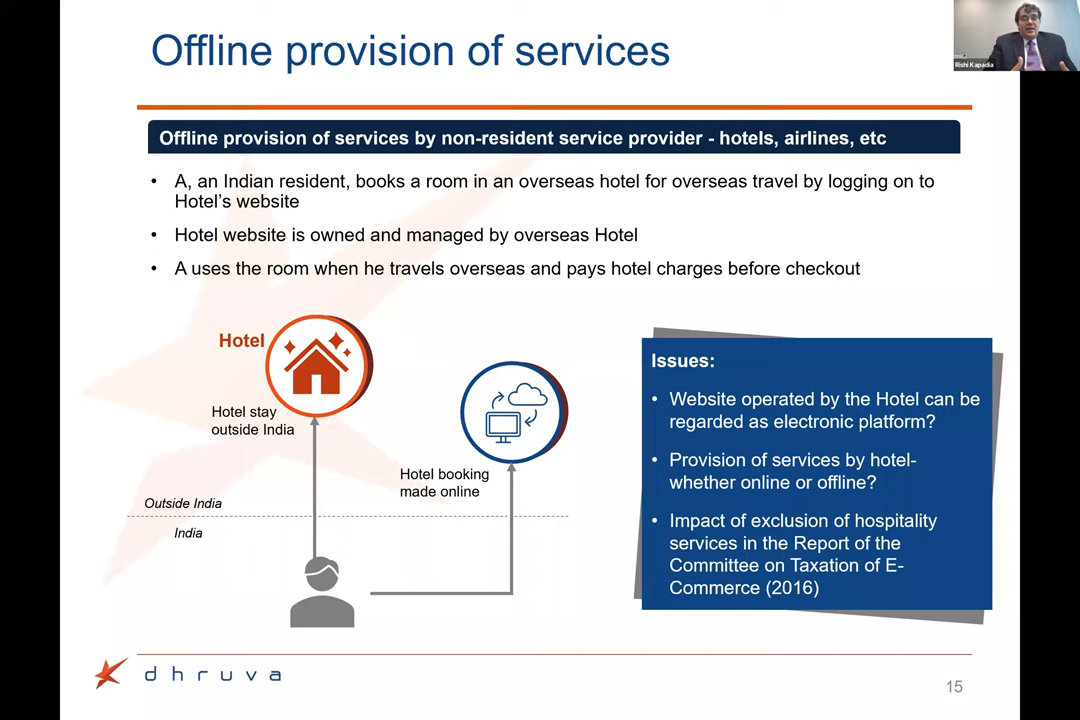 Offline provision of services
Rishi Kapadia
Offline provision of services by non-resident service provider - hotels, airlines, etc
• A, an Indian resident, books a room in an overseas hotel for overseas travel by logging on to
Hotel’s website
• Hotel website is owned and managed by overseas Hotel
• A uses the room when he travels overseas and pays hotel charges before checkout
Hotel
Hotel stay
outside India
Hotel booking
made online
Outside India
India
Issues:
• Website operated by the Hotel can be
regarded as electronic platform?
• Provision of services by hotel-
whether online or offline?
• Impact of exclusion of hospitality
services in the Report of the
Committee on Taxation of E-
Commerce (2016)
dhruva
15